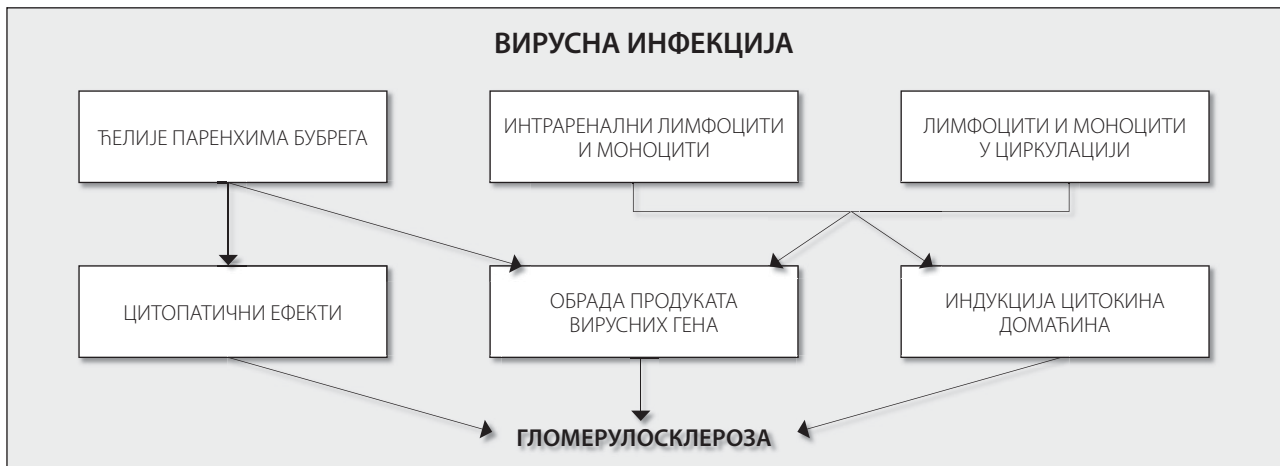 ВИРУСНА ИНФЕКЦИЈА
ЋЕЛИЈЕ ПАРЕНХИМА БУБРЕГА
ИНТРАРЕНАЛНИ ЛИМФОЦИТИ
И МОНОЦИТИ
ЛИМФОЦИТИ И МОНОЦИТИ
У ЦИРКУЛАЦИЈИ
ЦИТОПАТИЧНИ ЕФЕКТИ
ОБРАДА ПРОДУКАТА
ВИРУСНИХ ГЕНА
ИНДУКЦИЈА ЦИТОКИНА
ДОМАЋИНА
ГЛОМЕРУЛОСКЛЕРОЗА